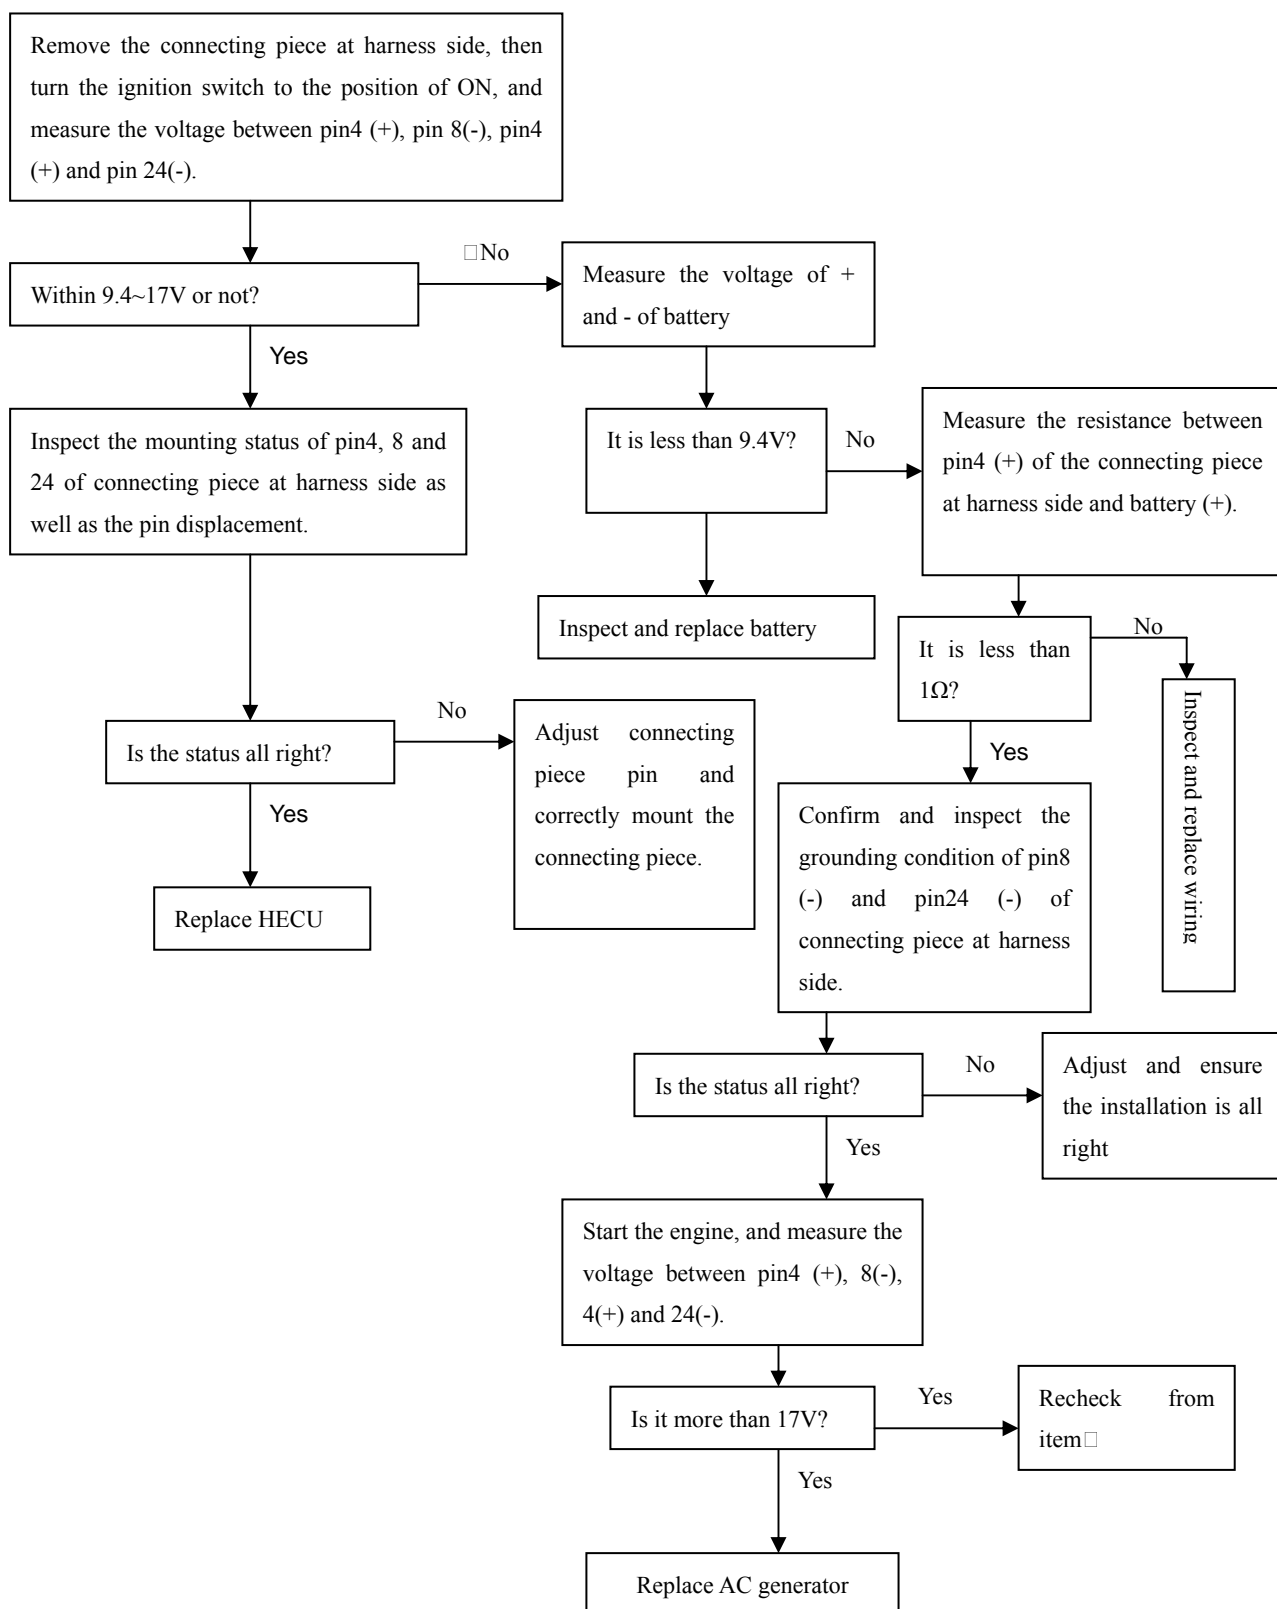 Remove the connecting piece at harness side, then
turn the ignition switch to the position of ON, and
measure the voltage between pin4 (+), pin 8(-), pin4
(+) and pin 24(-).
□No
Within 9.4~17V or not?
Measure the voltage of +
and - of battery
Yes
Inspect the mounting status of pin4, 8 and
24 of connecting piece at harness side as
well as the pin displacement.
It is less than 9.4V?
No
Measure the resistance between
pin4 (+) of the connecting piece
at harness side and battery (+).
Inspect and replace battery
It is less than
1Ω?
No
Inspect and replace wiring
Yes
Is the status all right?
No
Adjust connecting
piece pin and
correctly mount the
connecting piece.
Yes
Replace HECU
Confirm and inspect the
grounding condition of pin8
(-) and pin24 (-) of
connecting piece at harness
side.
Is the status all right?
No
Adjust and ensure
the installation is all
right
Yes
Start the engine, and measure the
voltage between pin4 (+), 8(-),
4(+) and 24(-).
Is it more than 17V?
Yes
Recheck from
item□
Yes
Replace AC generator